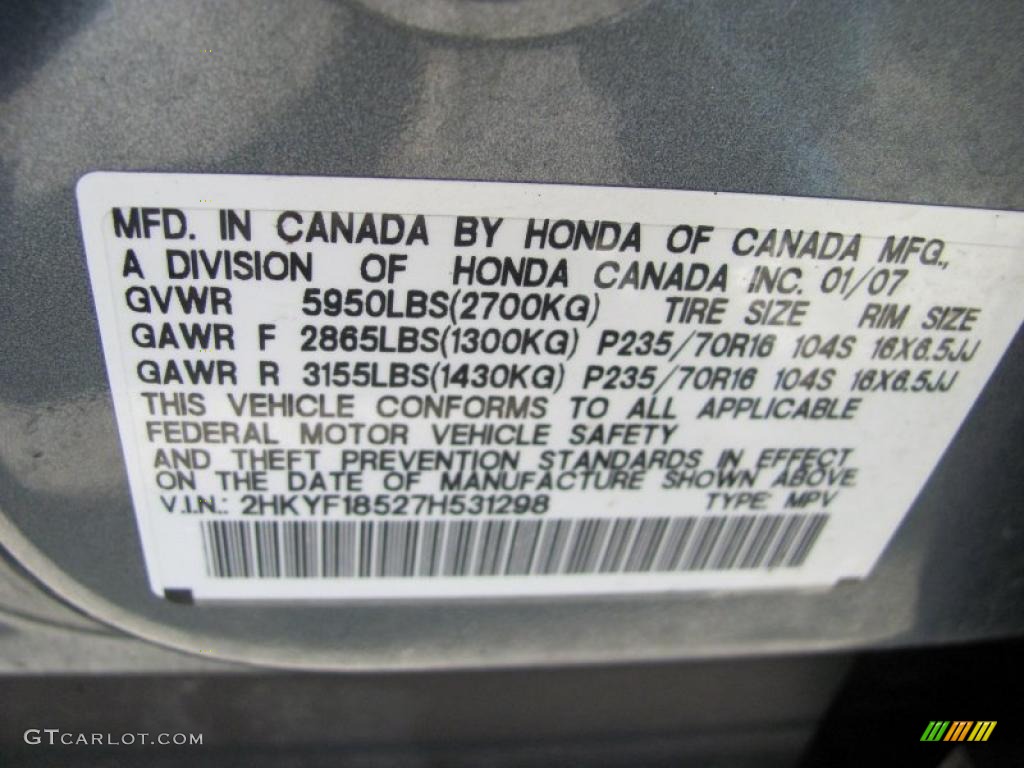 MFD. IN CANADA BY HONDA OF CANADA MFG.,
A DIVISION OF HONDA CANADA INC. 01/07
GVWR 5950LBS(2700KG) TIRE SIZE RIM SIZE
GAWR F 2865LBS(1300KG) P235/70R16 104S 16X6.5JJ
GAWR R 3155LBS(1430KG) P235/70R16 104S 16X6.5JJ
THIS VEHICLE CONFORMS TO ALL APPLICABLE
FEDERAL MOTOR VEHICLE SAFETY
AND THEFT PREVENTION STANDARDS IN EFFECT
ON THE DATE OF MANUFACTURE SHOWN ABOVE
V.I.N.: 2HKYF18527H531298 TYPE: MPV
GTCARLOT.COM